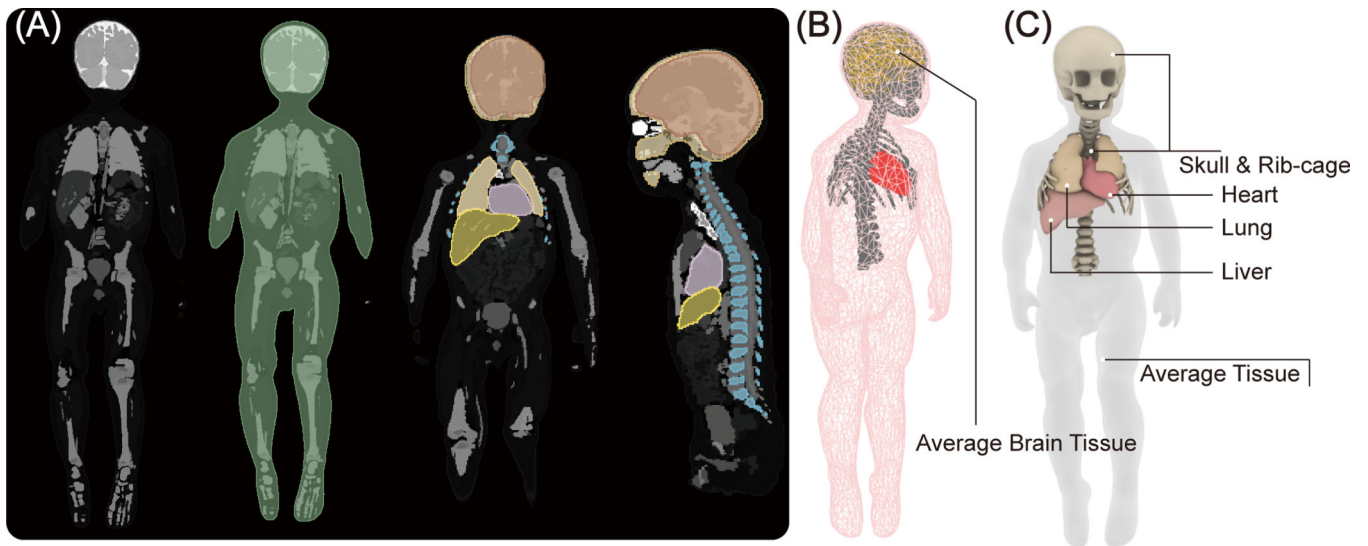 (A)
(B)
(C)
Skull & Rib-cage
Heart
Lung
Liver
Average Tissue
Average Brain Tissue